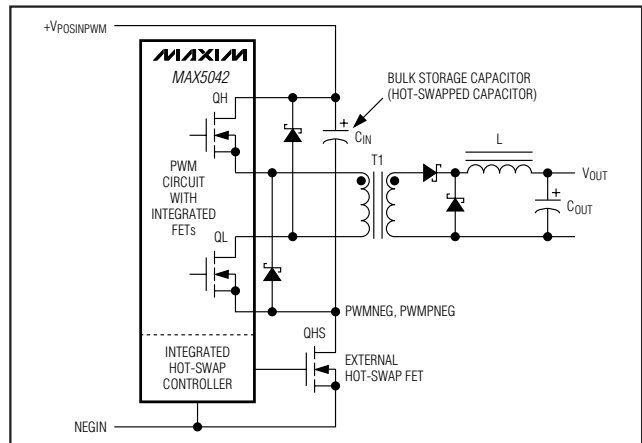 +VPOSINPWM
MAXIM
MAX5042
QH
BULK STORAGE CAPACITOR
(HOT-SWAPPED CAPACITOR)
+
CIN
T1
L
VOUT
+
COUT
PWM
CIRCUIT
WITH
INTEGRATED
FETs
QL
PWMNEG, PWMPNEG
QHS
INTEGRATED
HOT-SWAP
CONTROLLER
EXTERNAL
HOT-SWAP FET
NEGIN